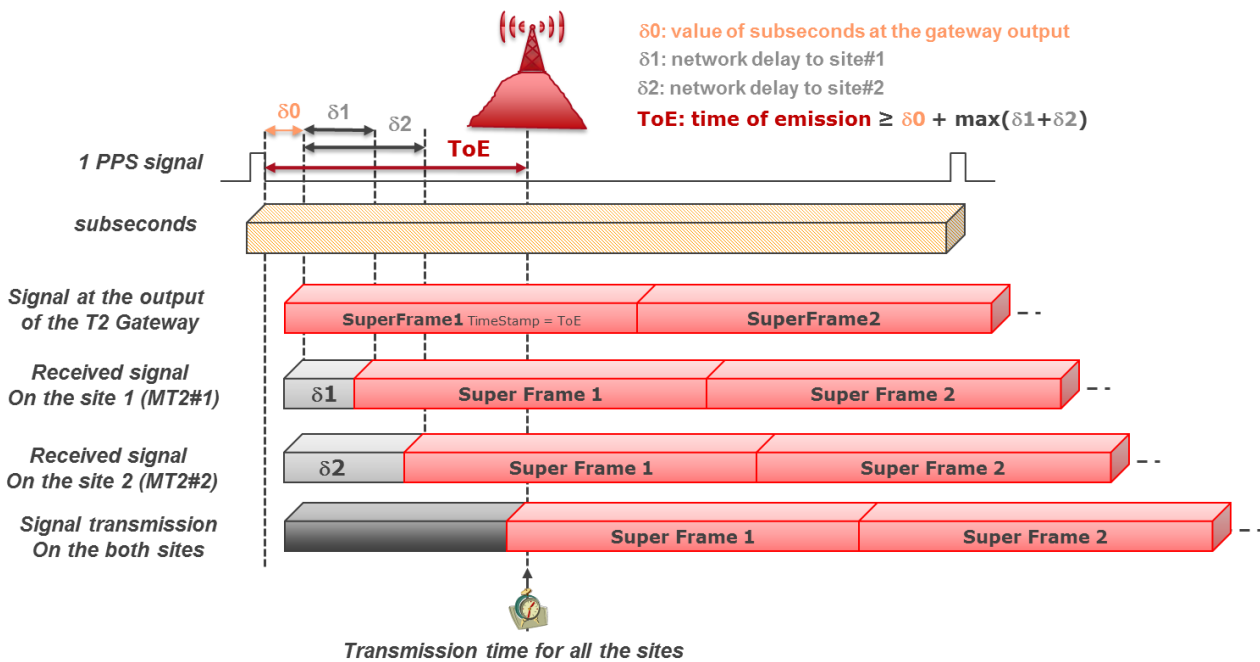 δ0: value of subseconds at the gateway output
δ1: network delay to site#1
δ2: network delay to site#2
ToE: time of emission ≥ δ0 + max(δ1+δ2)
δ0
δ1
δ2
ToE
1 PPS signal
subseconds
Signal at the output
of the T2 Gateway
SuperFrame1 TimeStamp = ToE
SuperFrame2
Received signal
On the site 1 (MT2#1)
δ1
Super Frame 1
Super Frame 2
Received signal
On the site 2 (MT2#2)
δ2
Super Frame 1
Super Frame 2
Signal transmission
On the both sites
Super Frame 1
Super Frame 2
Transmission time for all the sites